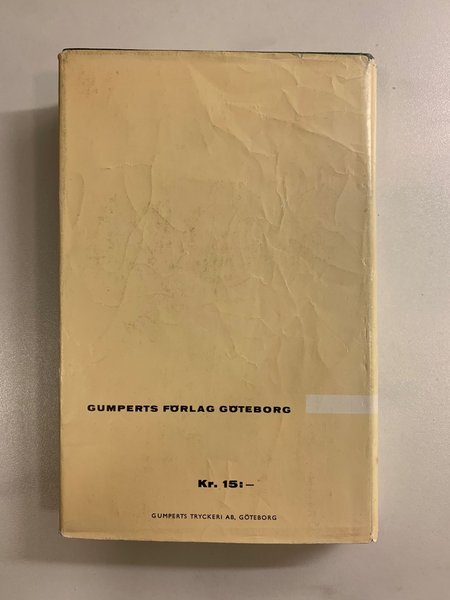 GUMPERTS FÖRLAG GÖTEBORG
Kr. 15:–
GUMPERTS TRYCKERI AB, GÖTEBORG